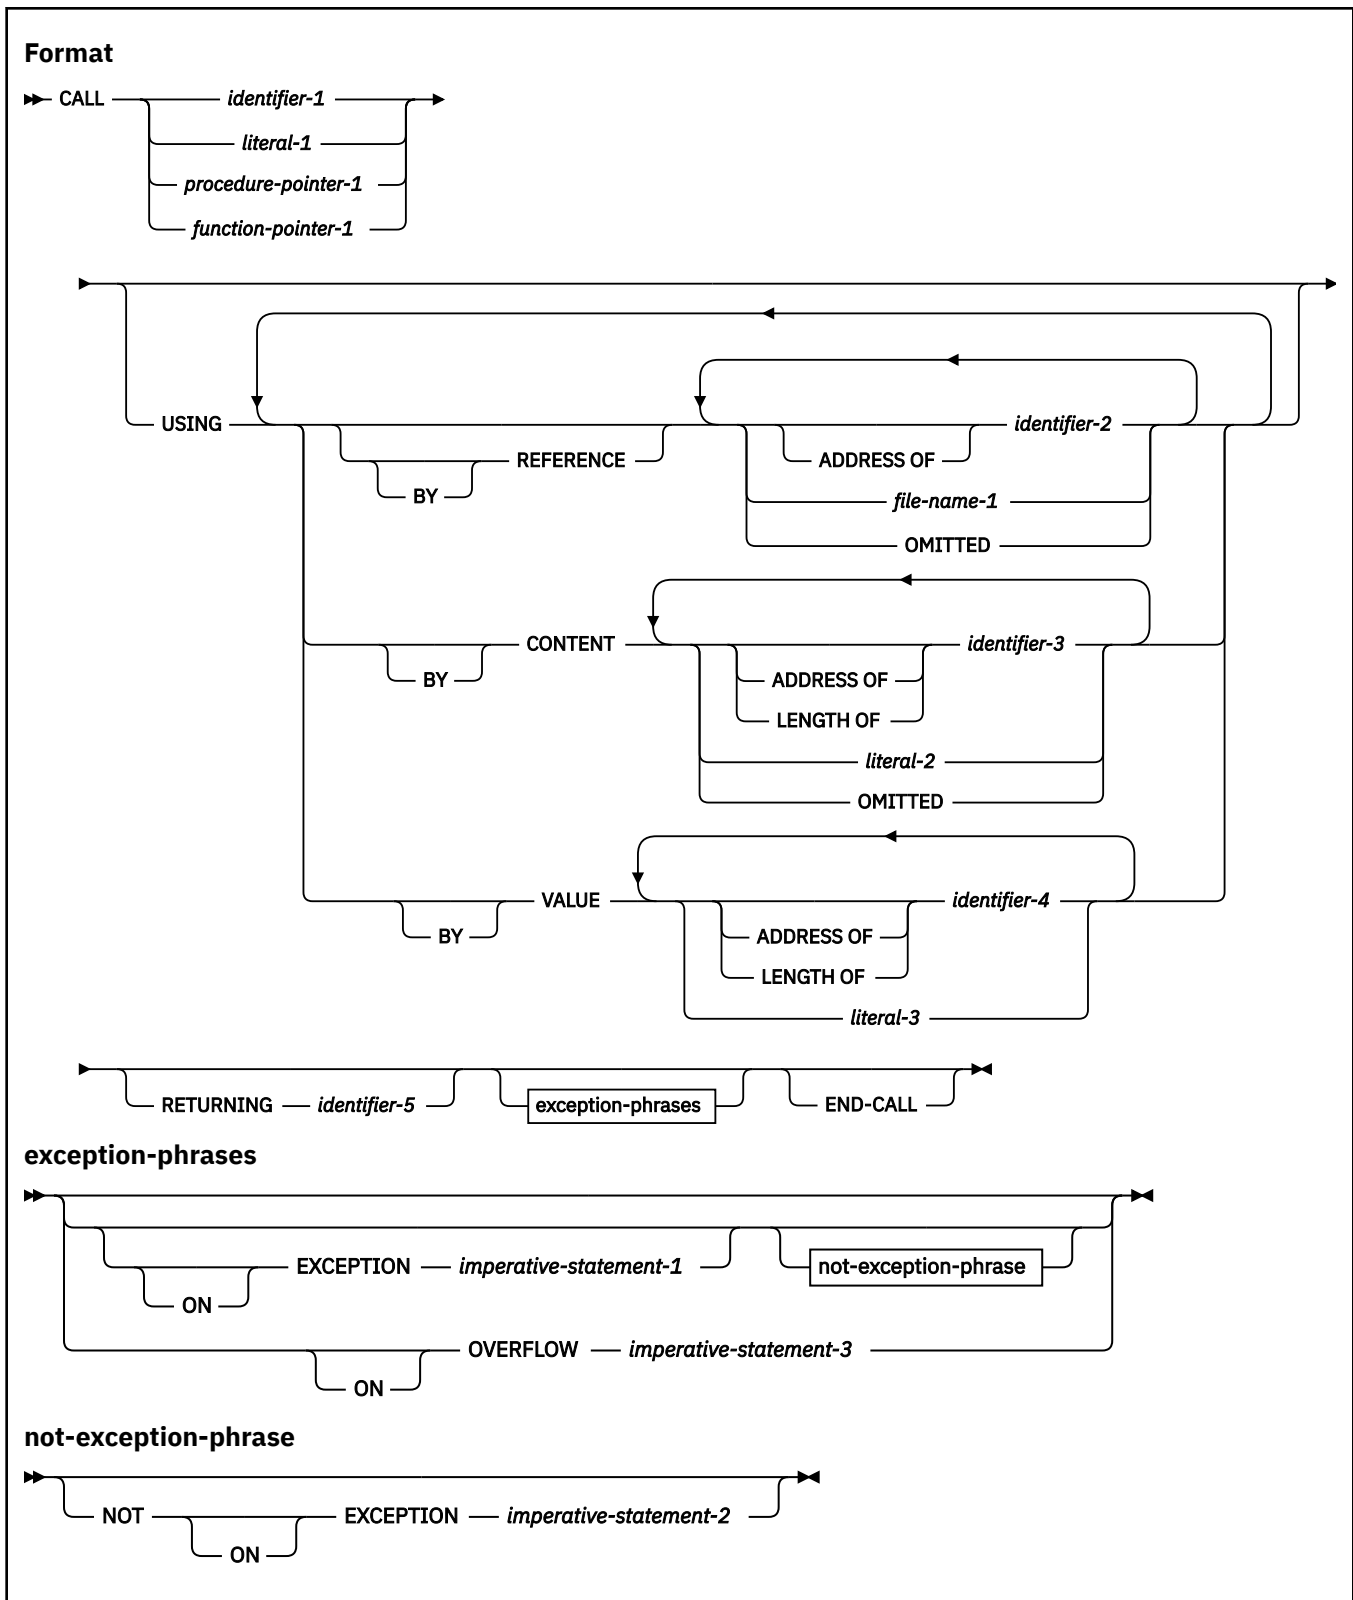 Format
CALL identifier-1
literal-1
procedure-pointer-1
function-pointer-1
USING identifier-2
REFERENCE ADDRESS OF
BY
file-name-1
OMITTED
CONTENT identifier-3
BY ADDRESS OF
LENGTH OF
literal-2
OMITTED
VALUE identifier-4
BY ADDRESS OF
LENGTH OF
literal-3
RETURNING identifier-5 exception-phrases END-CALL
exception-phrases
EXCEPTION imperative-statement-1 not-exception-phrase
ON
OVERFLOW imperative-statement-3
ON
not-exception-phrase
NOT EXCEPTION imperative-statement-2
ON